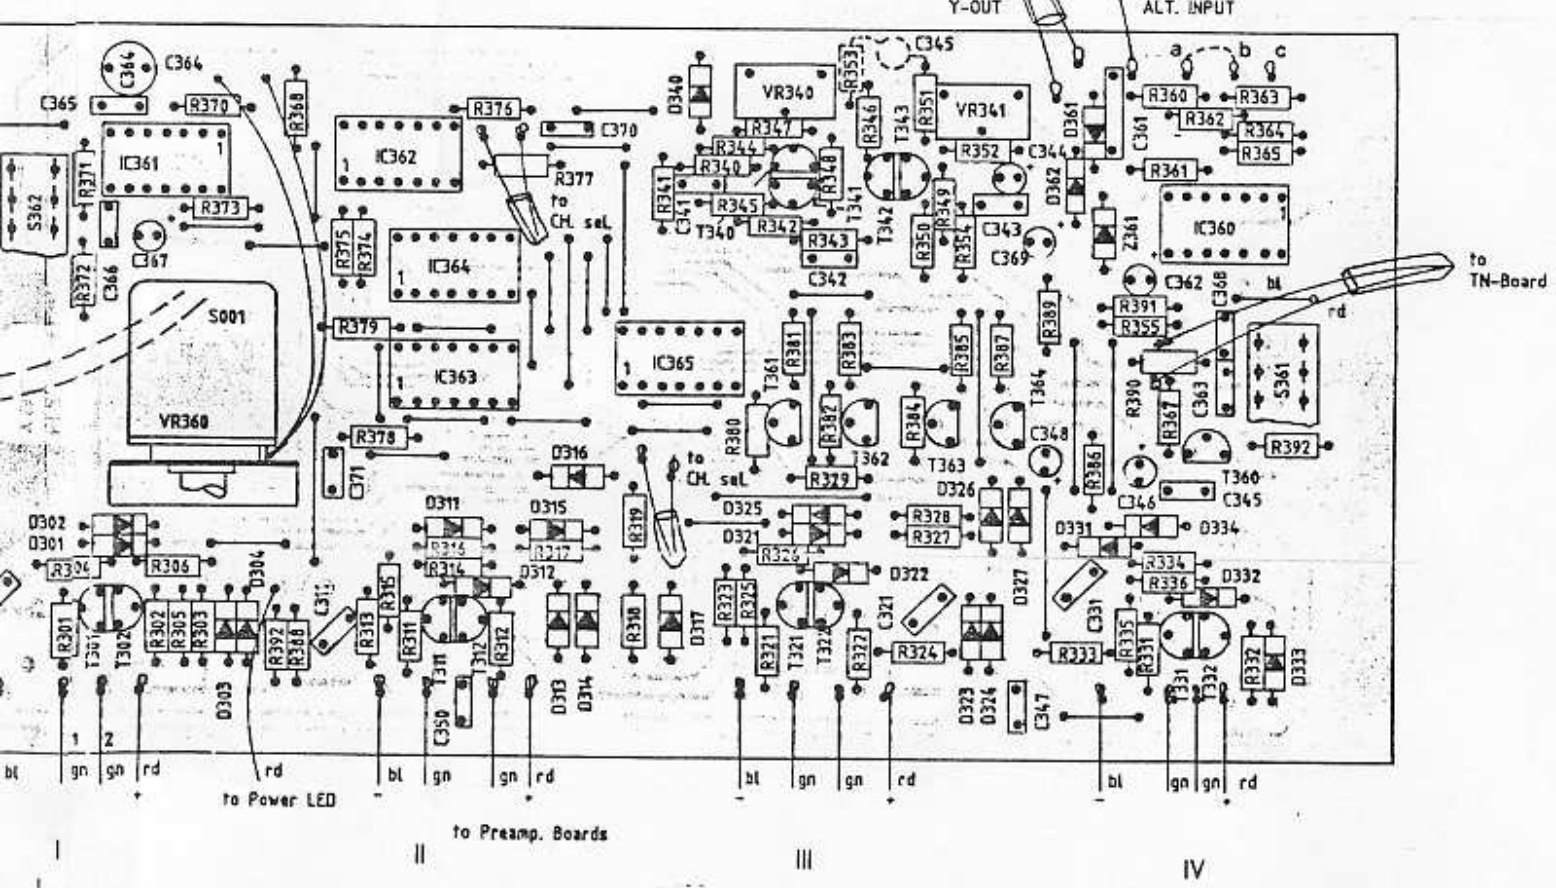 Y-OUT
ALT. INPUT
C364
C364
C365
R370
R368
R376
C370
D340
VR340
R353
C345
R346
T343
R351
VR341
D361
C361
a
b
c
R360
R363
R362
R364
R365
IC361
1
R371
IC362
1
R377
R347
R344
R340
R348
R352
C344
R361
S362
R373
to
CH. sel.
R341
C341
R345
T340
R342
R343
C342
T341
T342
R349
R350
R354
C343
C369
D362
Z361
IC360
1
R372
C366
C367
R375
R374
IC364
1
C362
C368
bl
rd
to
TN-Board
S001
VR360
R379
IC363
1
IC365
1
R381
R383
R385
R387
R389
R391
R355
R390
T361
T364
C363
S361
R367
R378
C371
R380
R382
T362
R384
T363
C348
R386
C346
T360
R392
C345
D316
to
CH. sel.
R329
D326
D302
D301
D311
D315
R319
D325
D321
R328
R327
D331
D334
R304
R306
D304
R316
R317
R314
D312
R326
D322
D327
R334
R336
D332
R301
T301
T302
R302
R305
R303
D303
R392
R388
C311
R313
R315
R311
T311
T312
R312
D313
D314
R318
D317
R323
R325
R321
T321
T322
R322
C321
R324
D323
D324
C347
C331
R333
R335
R331
T331
T332
R332
D333
C350
1
2
bl
gn
gn
rd
+
rd
to Power LED
-
bl
gn
gn
rd
+
-
bl
gn
gn
rd
+
-
bl
gn
gn
rd
+
to Preamp. Boards
I
II
III
IV